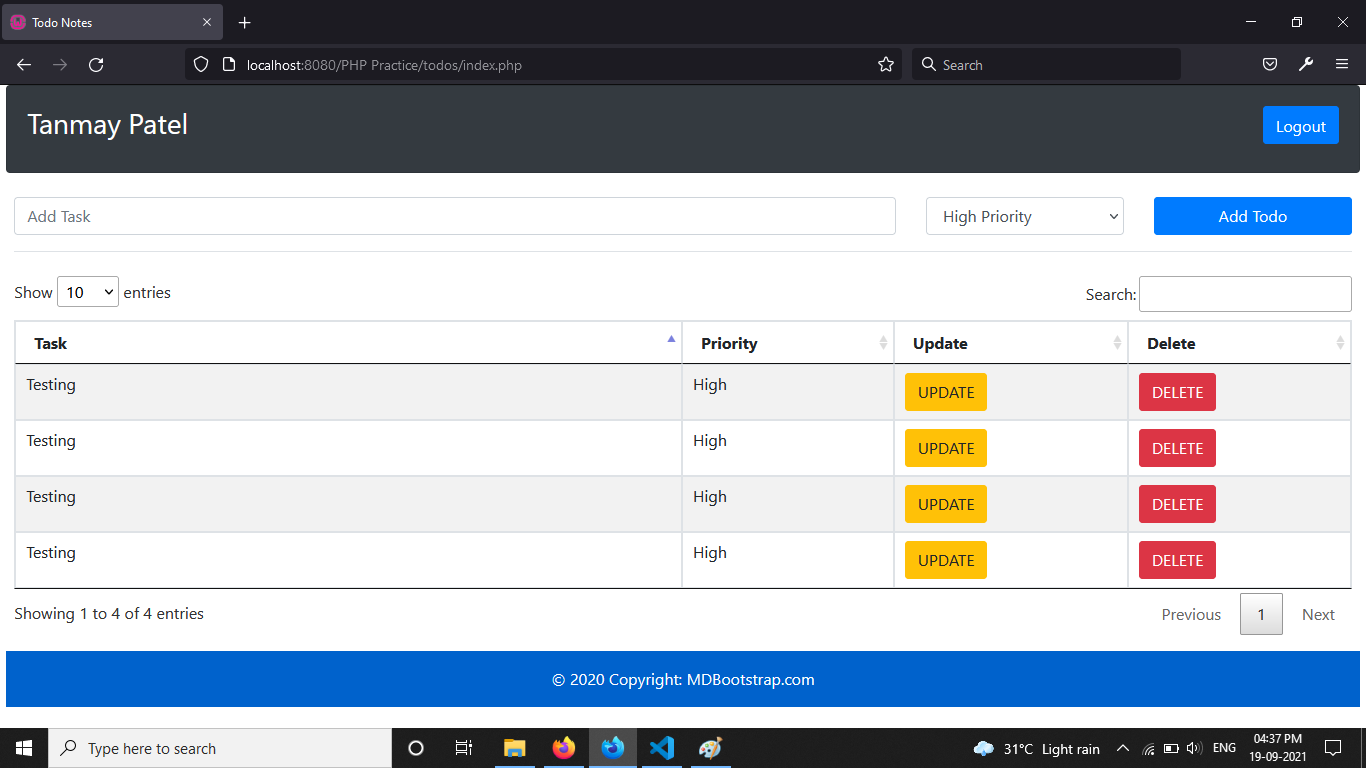 Todo Notes
localhost:8080/PHP Practice/todos/index.php
Search
Tanmay Patel
Logout
Add Task
High Priority
Add Todo
Show 10 entries
Search:
Task Priority Update Delete
Testing High UPDATE DELETE
Testing High UPDATE DELETE
Testing High UPDATE DELETE
Testing High UPDATE DELETE
Showing 1 to 4 of 4 entries
Previous 1 Next
© 2020 Copyright: MDBootstrap.com
Type here to search
31°C Light rain
ENG
04:37 PM
19-09-2021